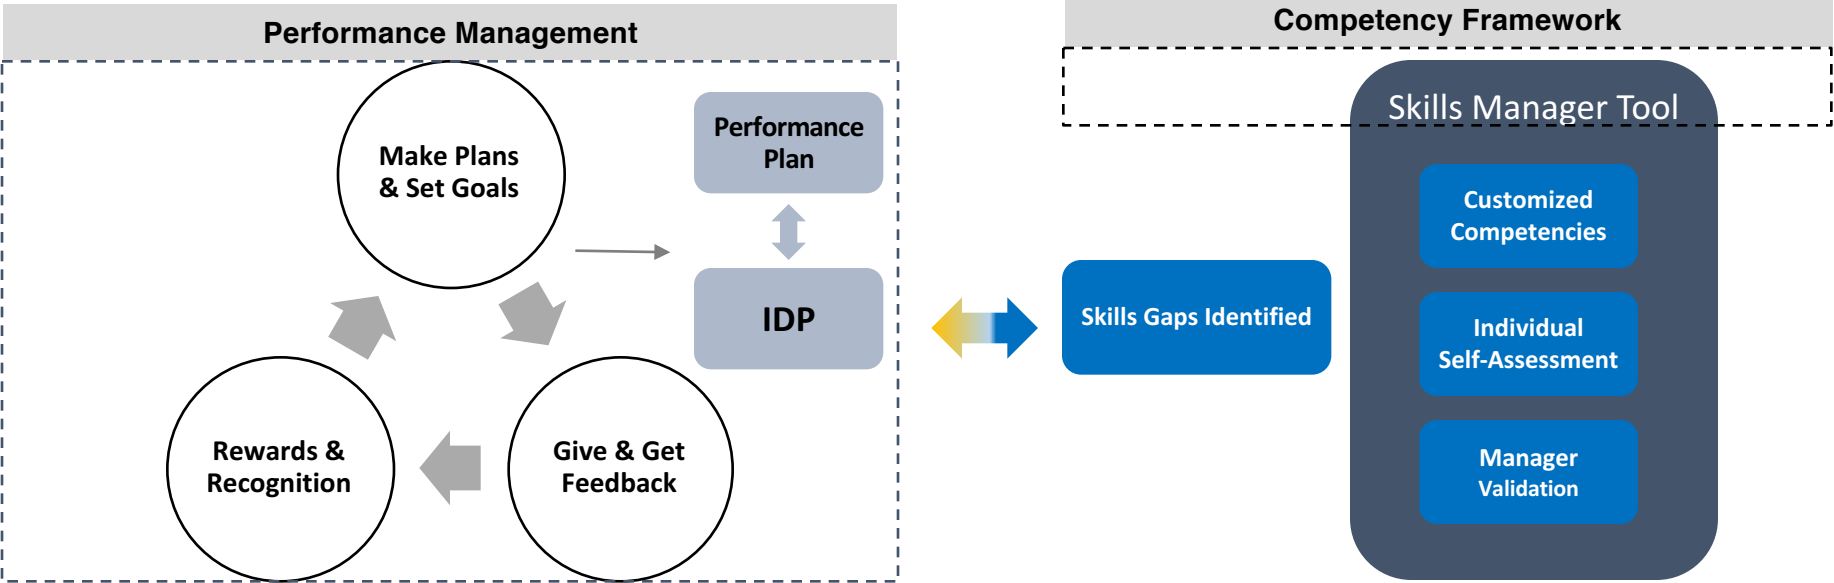 Performance Management
Make Plans
& Set Goals
Performance
Plan
IDP
Rewards &
Recognition
Give & Get
Feedback
Competency Framework
Skills Manager Tool
Skills Gaps Identified
Customized
Competencies
Individual
Self-Assessment
Manager
Validation